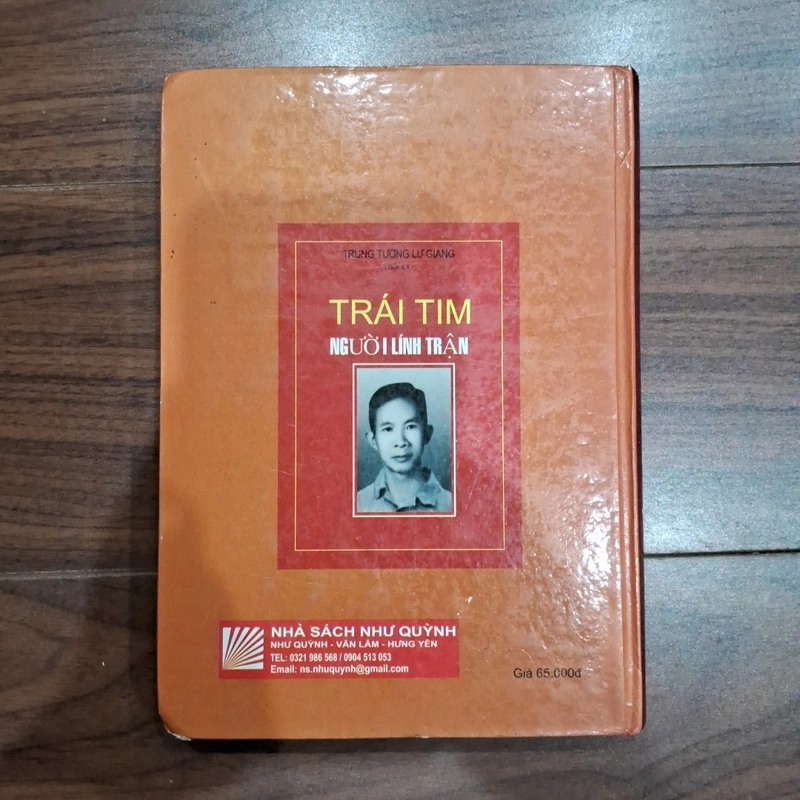 TRUNG TƯỚNG LƯ GIANG
TRÁI TIM
NGƯỜI LÍNH TRẬN
NHÀ SÁCH NHƯ QUỲNH
NHƯ QUỲNH - VĂN LÂM - HƯNG YÊN
TEL: 0321 986 568 / 0904 513 053
Email: ns.nhuquynh@gmail.com
Giá 65.000đ